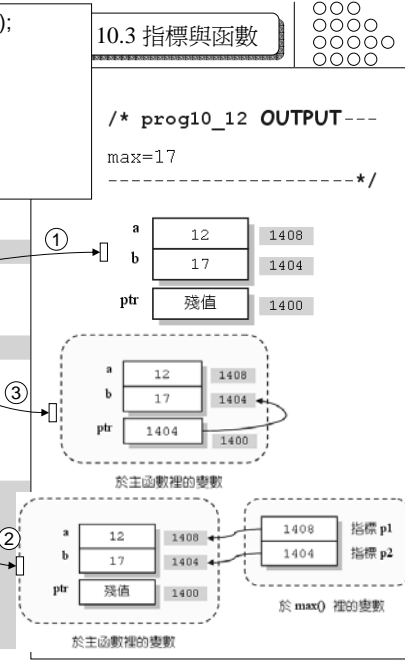 );
10.3 指標與函數
/* prog10_12 OUTPUT---
max=17
----------------------*/
①
a 12 1408
b 17 1404
ptr 殘值 1400
③
a 12 1408
b 17 1404
ptr 1404 1400
於主函數裡的變數
②
a 12 1408
b 17 1404
ptr 殘值 1400
於主函數裡的變數
1408 指標 p1
1404 指標 p2
於 max() 裡的變數